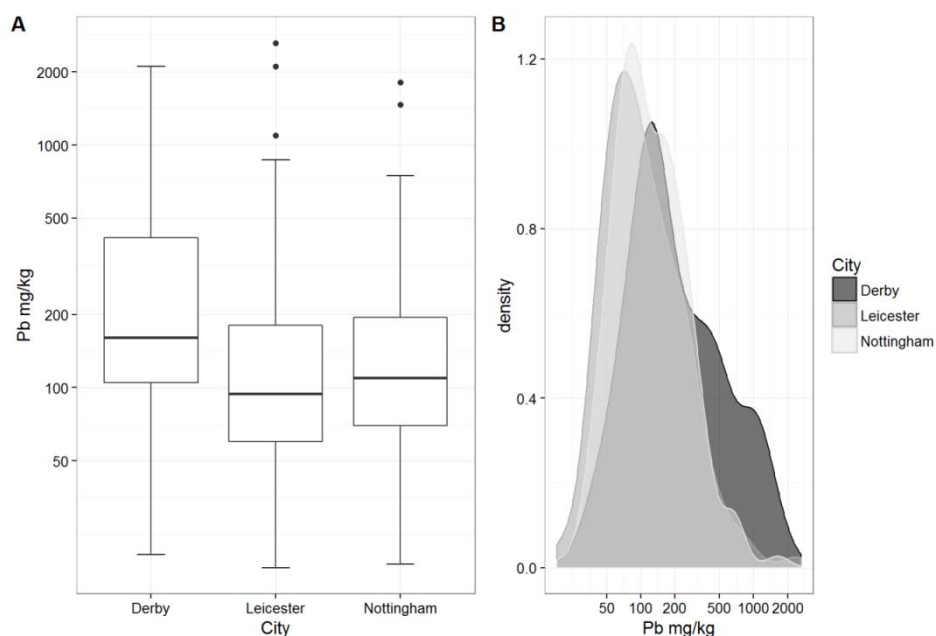 A
2000
1000
500
200
100
50
Pb mg/kg
Derby Leicester Nottingham
City
B
1.2
0.8
0.4
0.0
density
50 100 200 500 1000 2000
Pb mg/kg
City
Derby
Leicester
Nottingham